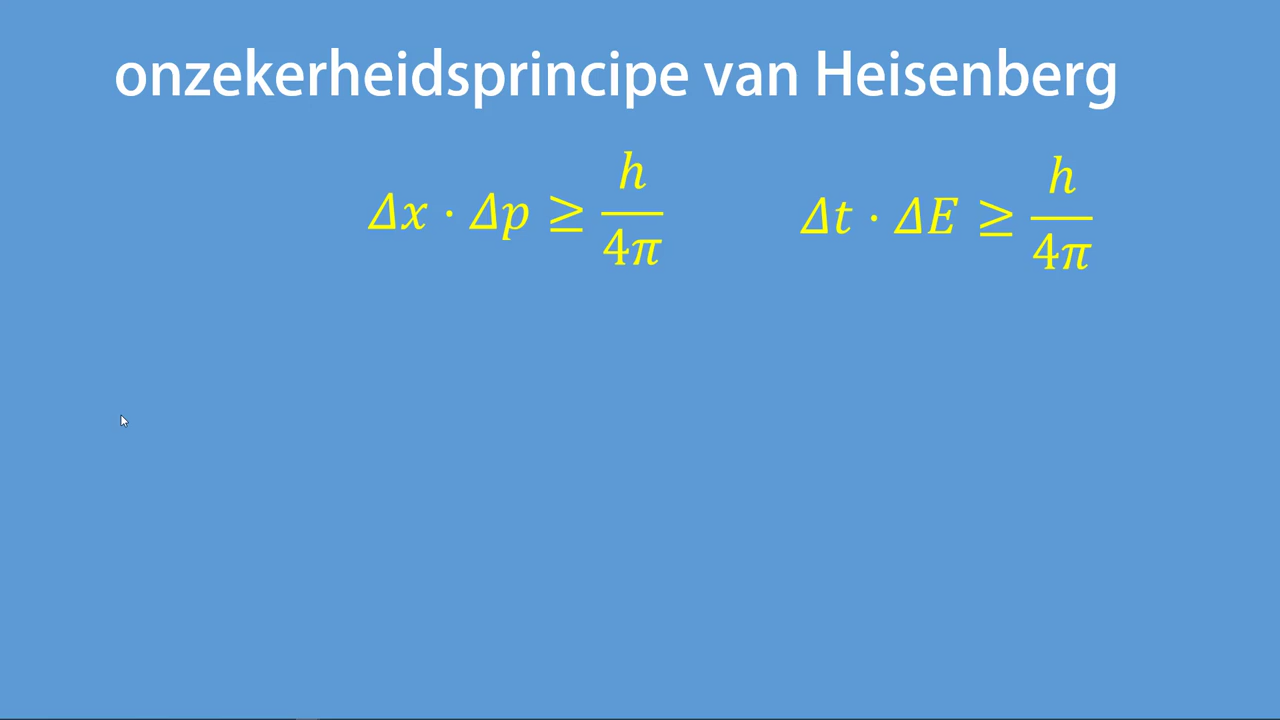 onzekerheidsprincipe van Heisenberg
Δx · Δp ≥ h/4π
Δt · ΔE ≥ h/4π